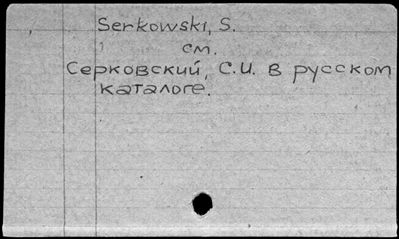 Serkowski, S.
см.
Серковский, С.И. в русском
каталоге.